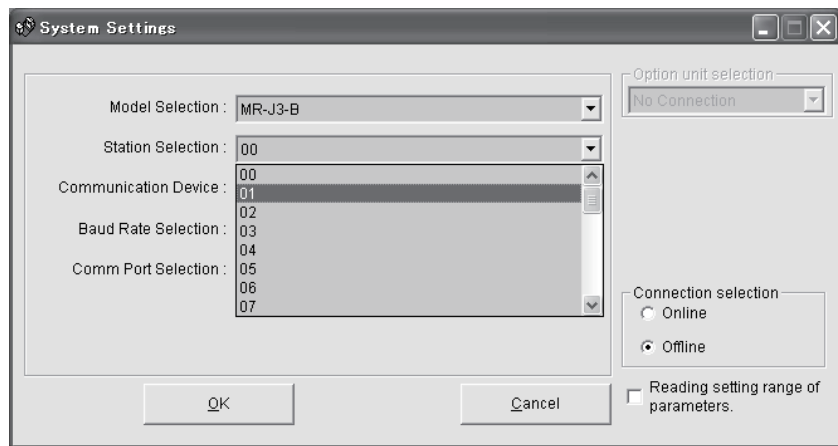 System Settings
Option unit selection
No Connection
Model Selection : MR-J3-B
Station Selection : 00
00
Communication Device :
01
02
Baud Rate Selection :
03
04
Comm Port Selection :
05
06
07
Connection selection
Online
Offline
OK
Cancel
Reading setting range of
parameters.